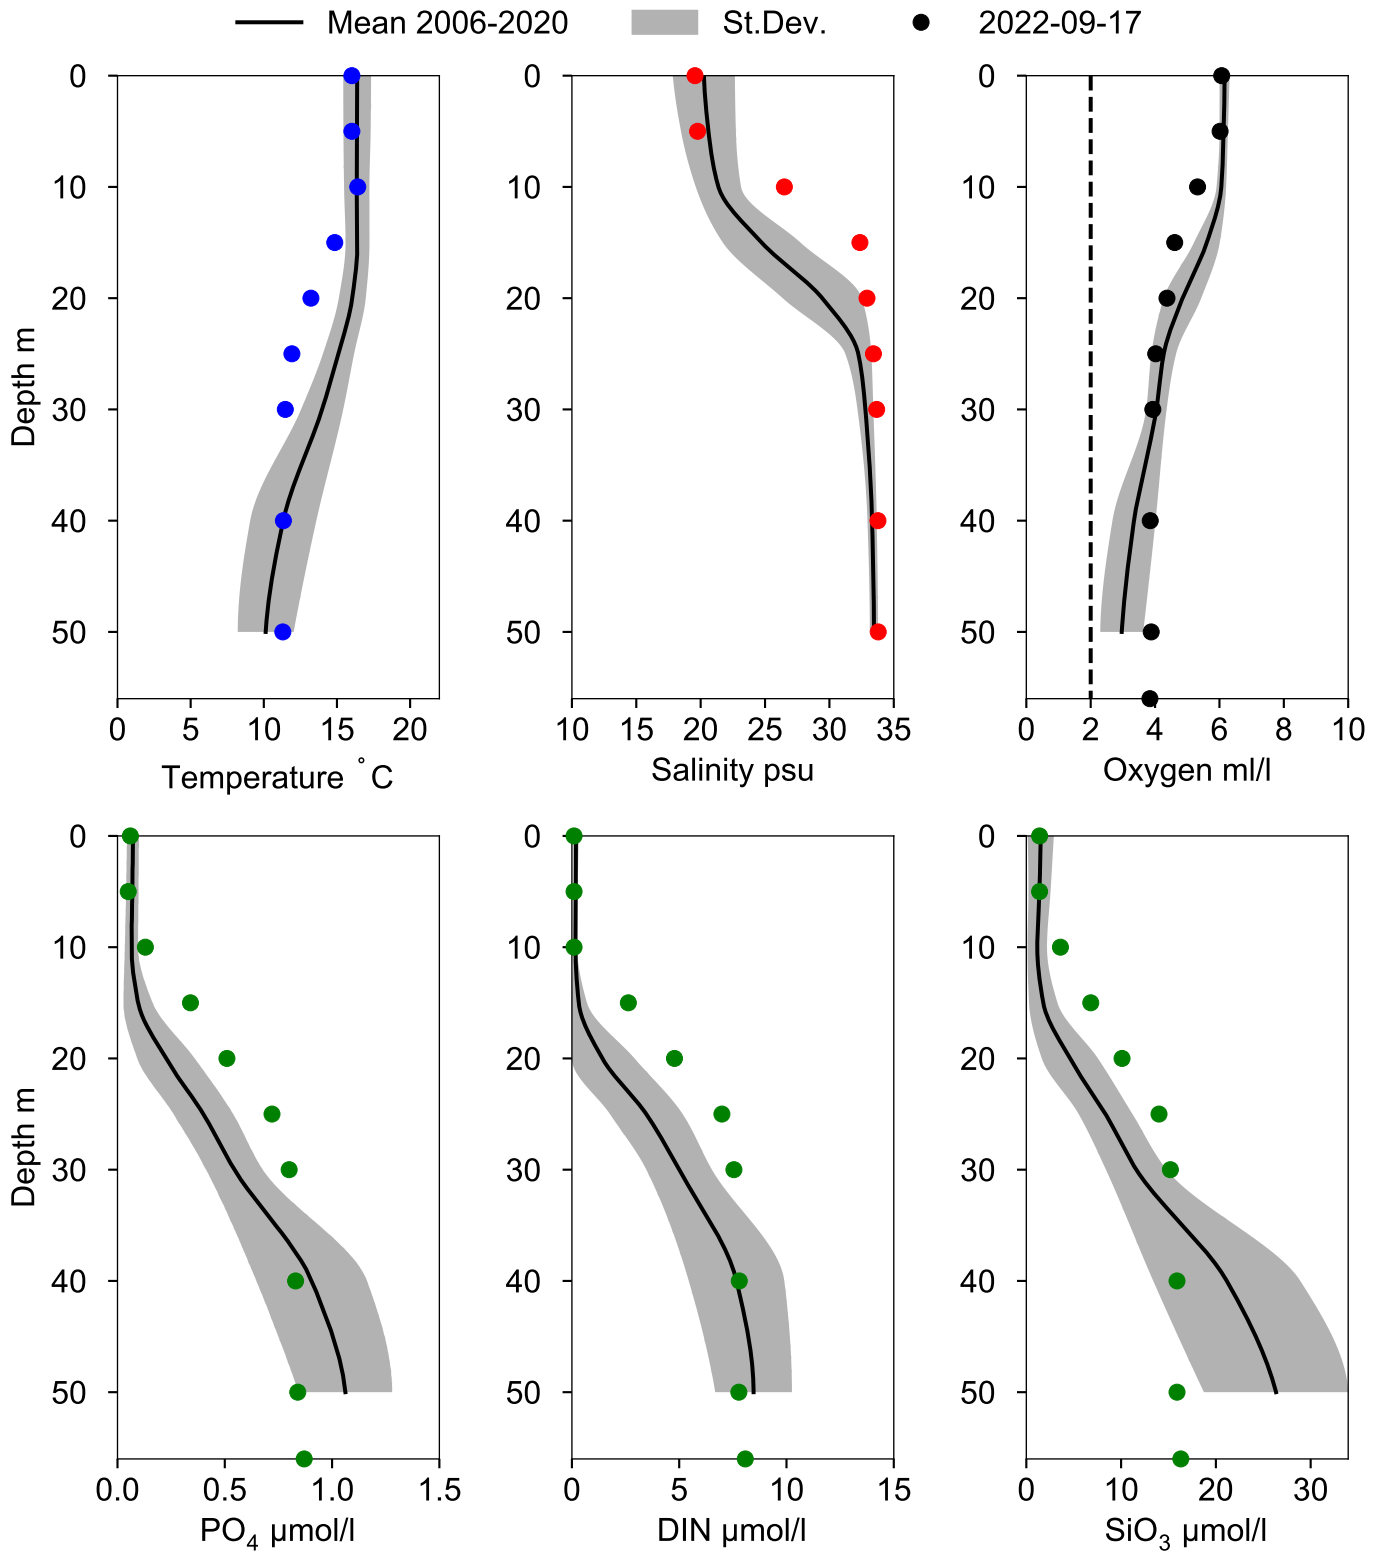 Mean 2006-2020 St.Dev. 2022-09-17
0 0 0
10 10 10
20 20 20
30 30 30
40 40 40
50 50 50
Depth m
0 5 10 15 20 10 15 20 25 30 35 0 2 4 6 8 10
Temperature °C Salinity psu Oxygen ml/l
0 0 0
10 10 10
20 20 20
30 30 30
40 40 40
50 50 50
Depth m
0.0 0.5 1.0 1.5 0 5 10 15 0 10 20 30
PO₄ µmol/l DIN µmol/l SiO₃ µmol/l